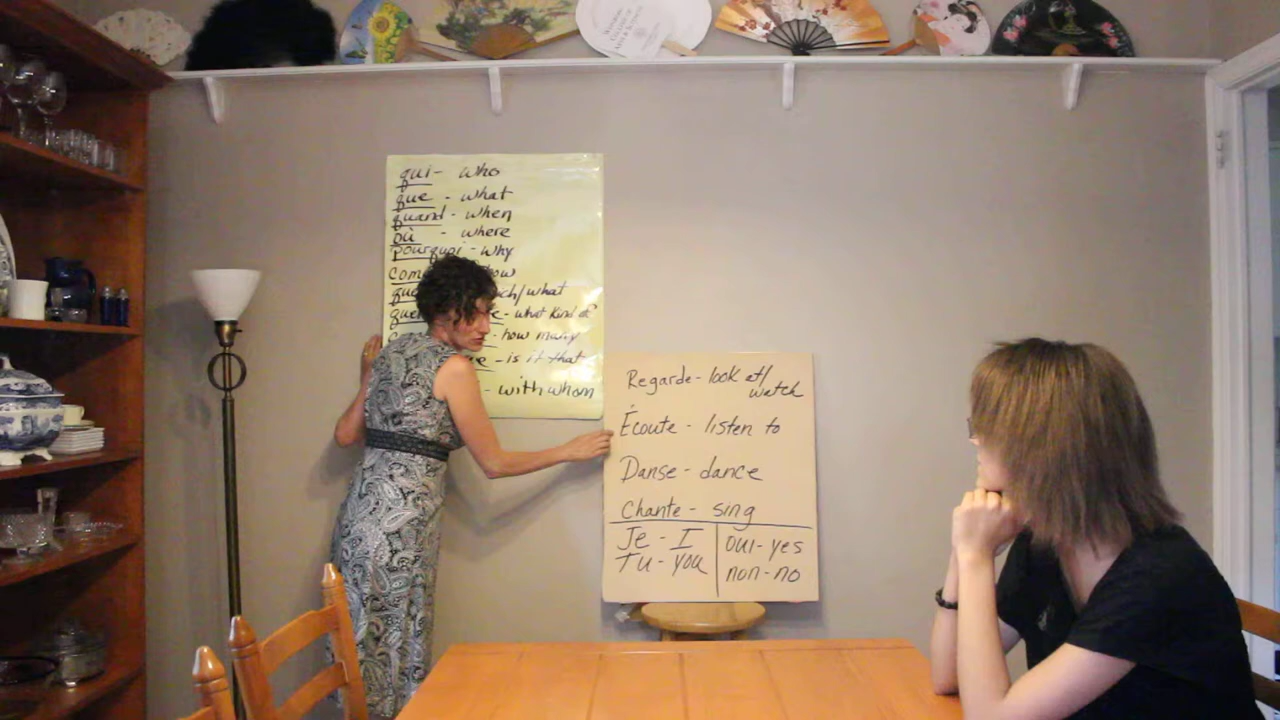 qui - who
que - what
quand - when
où - where
pourquoi - why
how
/what
- what kind of
- how many
- is it that
- with whom
Regarde - look at/
watch
Écoute - listen to
Danse - dance
Chante - sing
Je - I
Tu - you
oui - yes
non - no